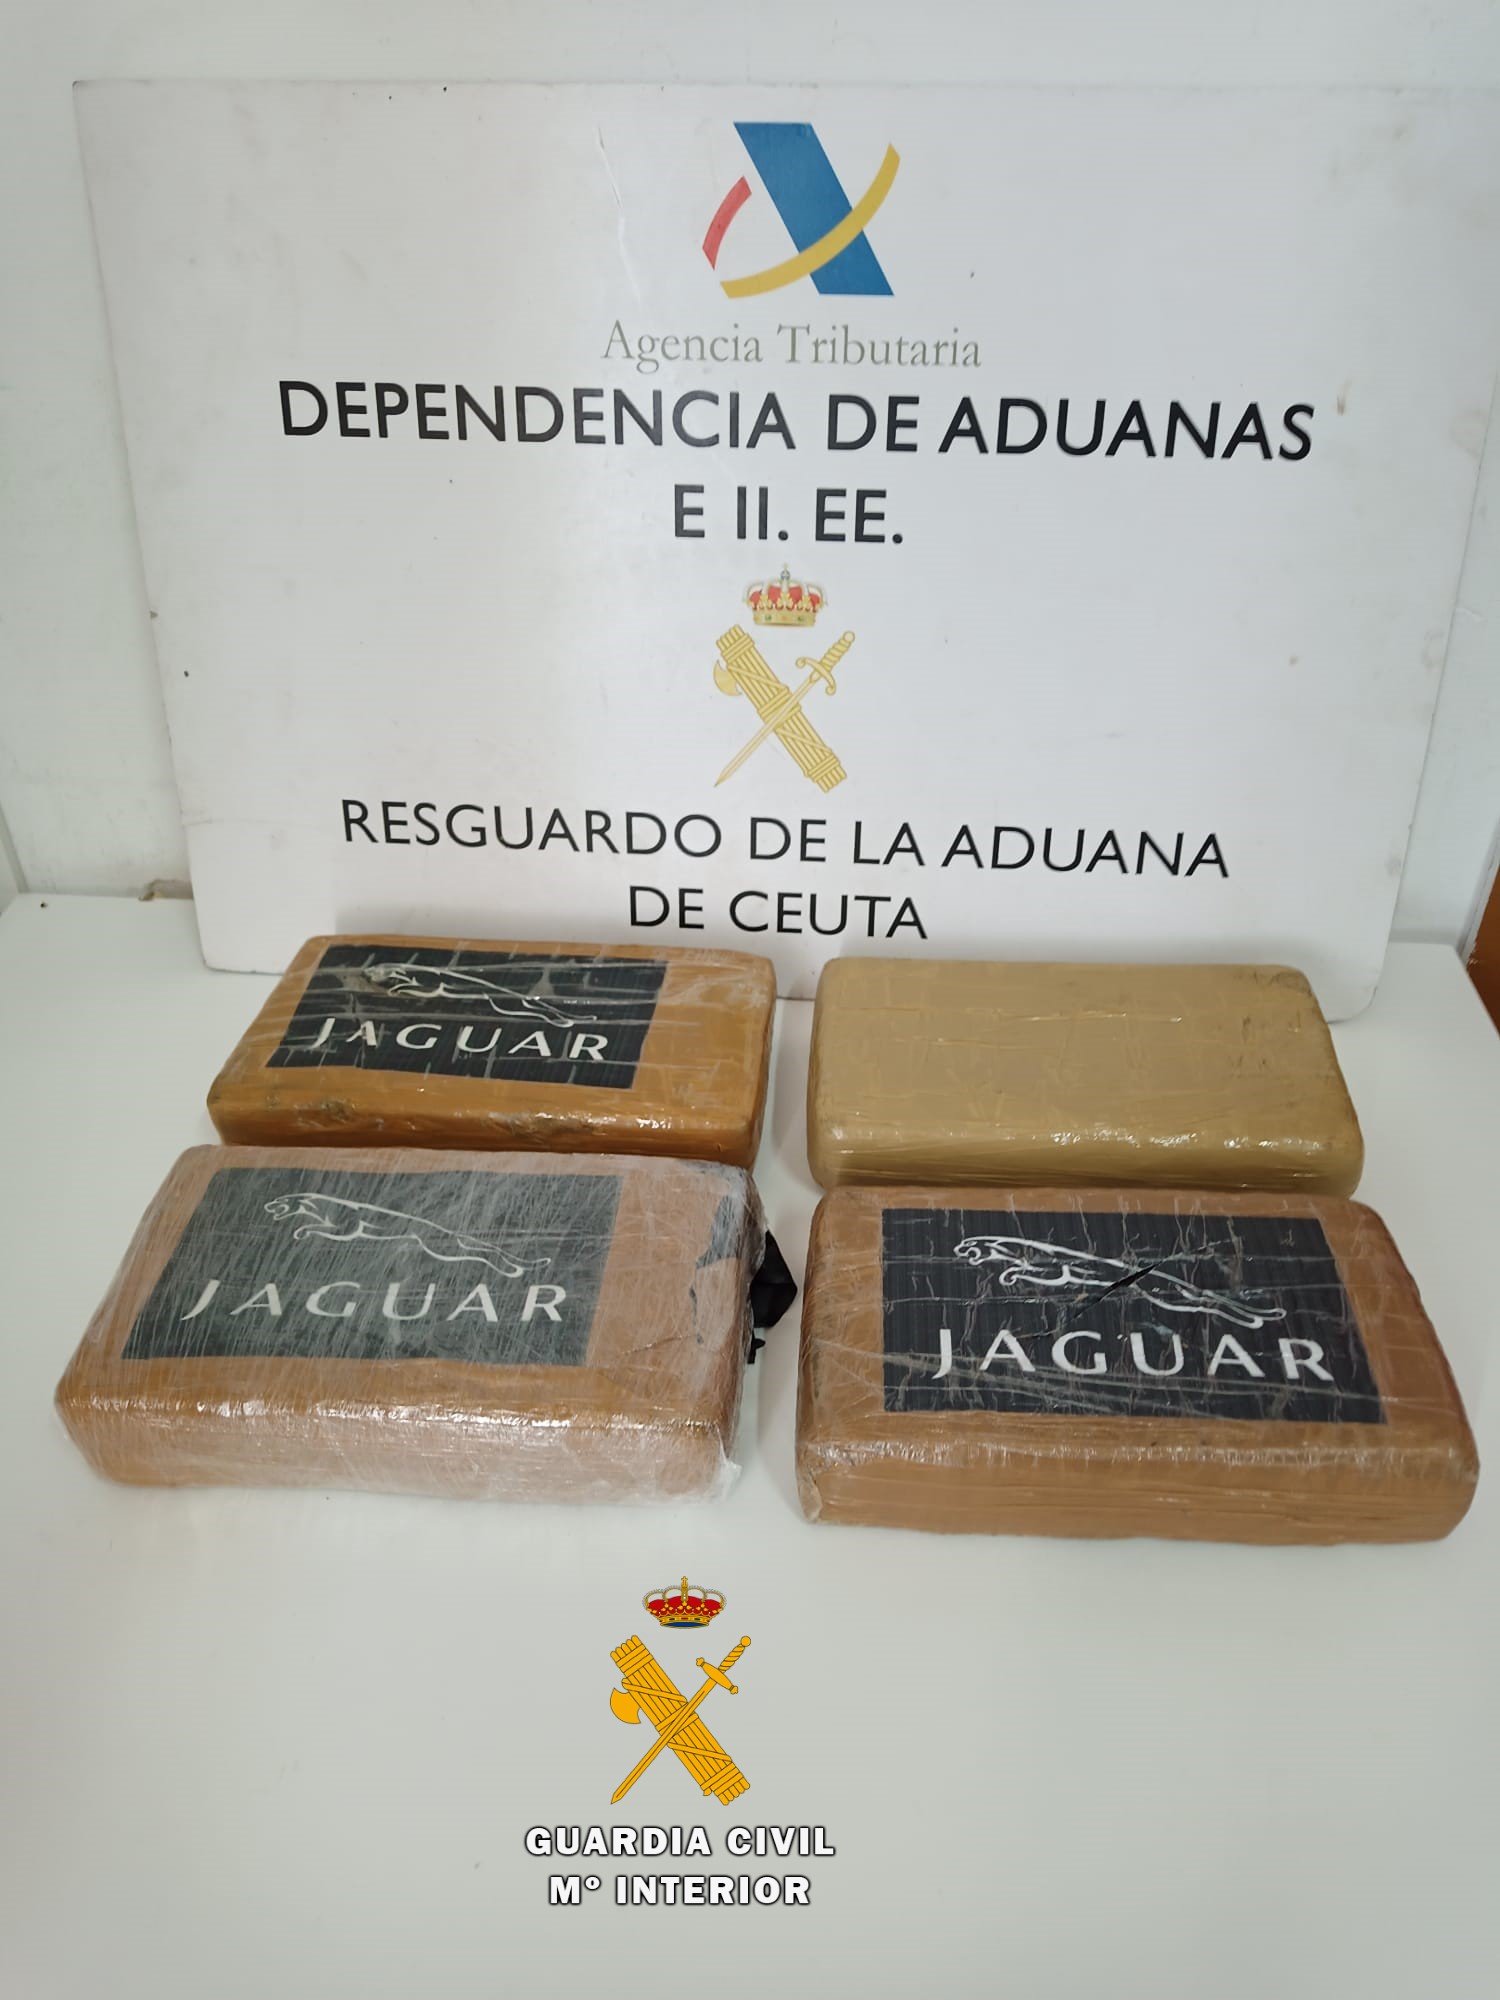 Agencia Tributaria
DEPENDENCIA DE ADUANAS
E II. EE.
RESGUARDO DE LA ADUANA
DE CEUTA
JAGUAR
JAGUAR
JAGUAR
GUARDIA CIVIL
Mº INTERIOR